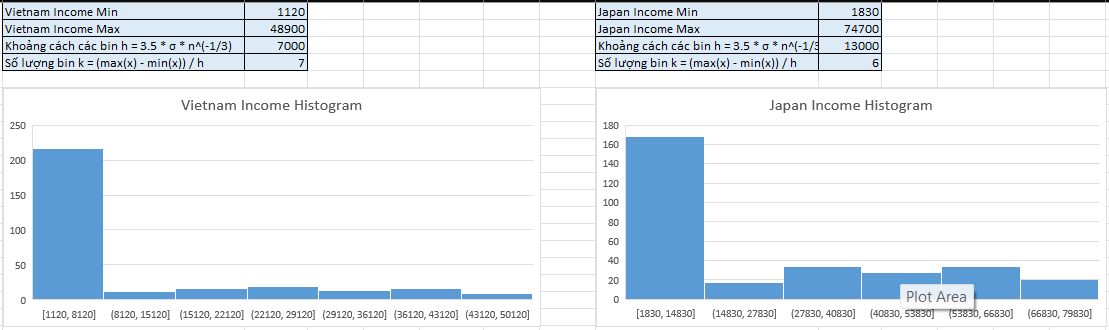 Vietnam Income Min 1120
Vietnam Income Max 48900
Khoảng cách các bin h = 3.5 * σ * n^(-1/3) 7000
Số lượng bin k = (max(x) - min(x)) / h 7
Japan Income Min 1830
Japan Income Max 74700
Khoảng cách các bin h = 3.5 * σ * n^(-1/3 13000
Số lượng bin k = (max(x) - min(x)) / h 6
Vietnam Income Histogram
250
200
150
100
50
0
[1120, 8120] (8120, 15120] (15120, 22120] (22120, 29120] (29120, 36120] (36120, 43120] (43120, 50120]
Japan Income Histogram
180
160
140
120
100
80
60
40
20
0
Plot Area
[1830, 14830] (14830, 27830] (27830, 40830] (40830, 53830] (53830, 66830] (66830, 79830]